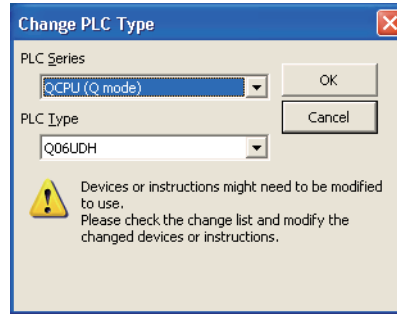 Change PLC Type
PLC Series
QCPU (Q mode)
OK
PLC Type
Cancel
Q06UDH
Devices or instructions might need to be modified
to use.
Please check the change list and modify the
changed devices or instructions.